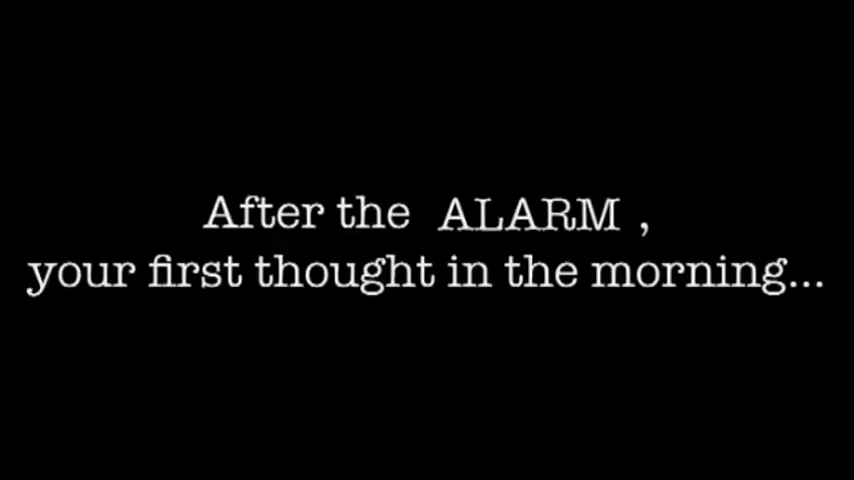 After the ALARM ,
your first thought in the morning...